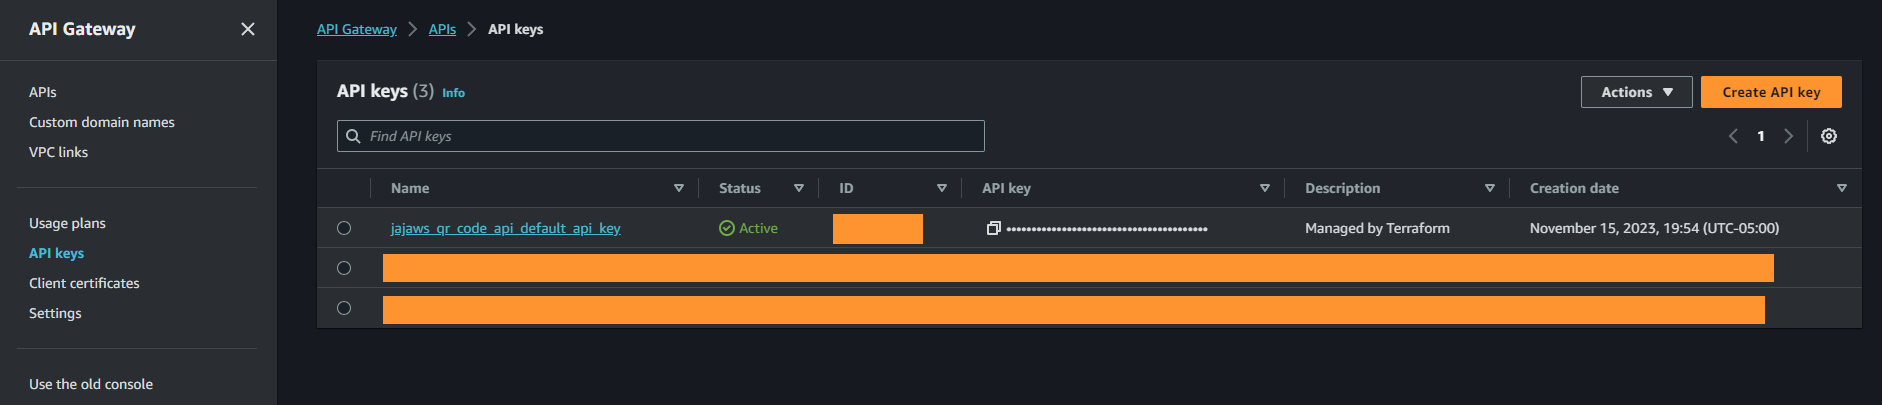 API Gateway
APIs
Custom domain names
VPC links
Usage plans
API keys
Client certificates
Settings
Use the old console
API Gateway > APIs > API keys
API keys (3) Info
Actions
Create API key
Find API keys
1
Name Status ID API key Description Creation date
jajaws_qr_code_api_default_api_key Active •••••••••••••••••••••••••••••••••••••••• Managed by Terraform November 15, 2023, 19:54 (UTC-05:00)